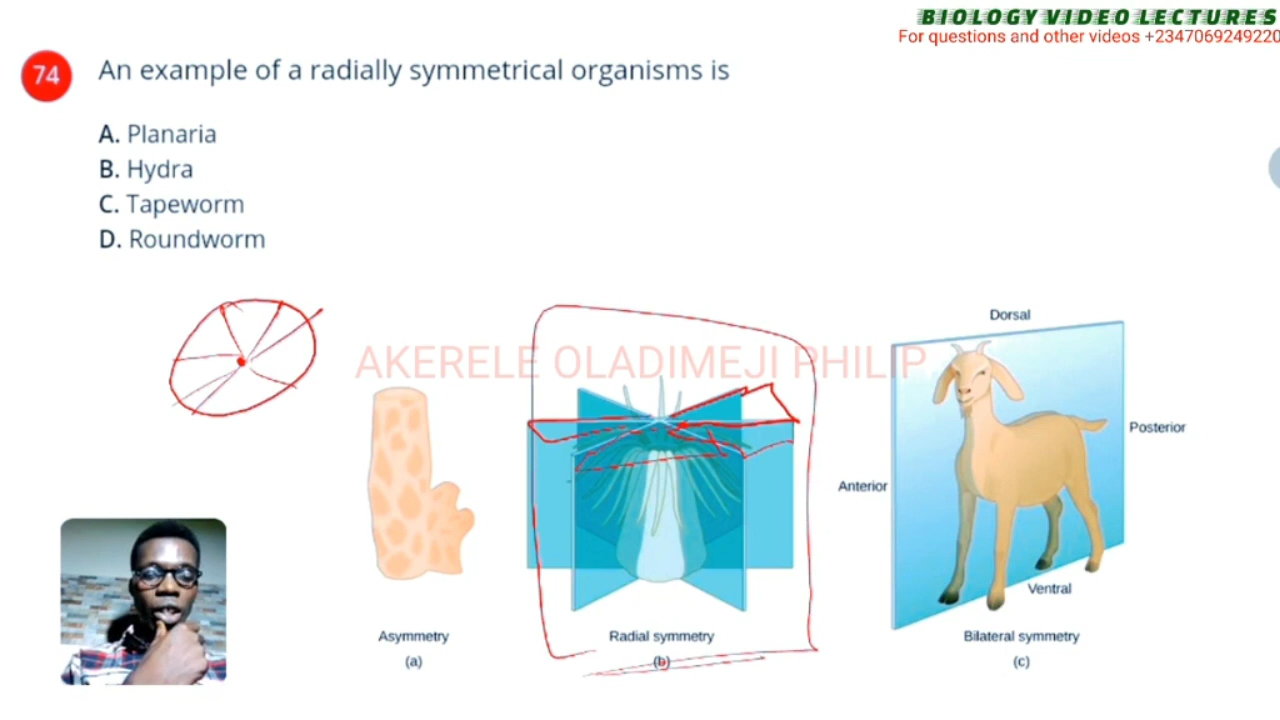 BIOLOGY VIDEO LECTURES
For questions and other videos +2347069249220
74 An example of a radially symmetrical organisms is
A. Planaria
B. Hydra
C. Tapeworm
D. Roundworm
AKERELE OLADIMEJI PHILIP
Dorsal
Posterior
Anterior
Ventral
Asymmetry
(a)
Radial symmetry
(b)
Bilateral symmetry
(c)